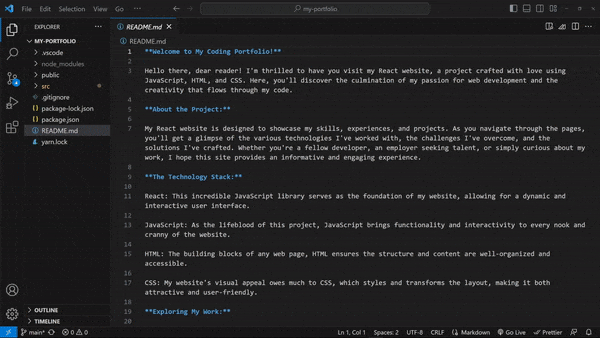 File Edit Selection View Go ··· my-portfolio
EXPLORER ···
MY-PORTFOLIO
.vscode
node_modules
public
src
.gitignore
package-lock.json
package.json
README.md
yarn.lock
OUTLINE
TIMELINE
README.md
README.md
1 **Welcome to My Coding Portfolio!**
2
3 Hello there, dear reader! I'm thrilled to have you visit my React website, a project crafted with love using
JavaScript, HTML, and CSS. Here, you'll discover the culmination of my passion for web development and the
creativity that flows through my code.
4
5 **About the Project:**
6
7 My React website is designed to showcase my skills, experiences, and projects. As you navigate through the pages,
you'll get a glimpse of the various technologies I've worked with, the challenges I've overcome, and the
solutions I've crafted. Whether you're a fellow developer, an employer seeking talent, or simply curious about my
work, I hope this site provides an informative and engaging experience.
8
9 **The Technology Stack:**
10
11 React: This incredible JavaScript library serves as the foundation of my website, allowing for a dynamic and
interactive user interface.
12
13 JavaScript: As the lifeblood of this project, JavaScript brings functionality and interactivity to every nook and
cranny of the website.
14
15 HTML: The building blocks of any web page, HTML ensures the structure and content are well-organized and
accessible.
16
17 CSS: My website's visual appeal owes much to CSS, which styles and transforms the layout, making it both
attractive and user-friendly.
18
19 **Exploring My Work:**
20
main* 0 0 Ln 1, Col 1 Spaces: 2 UTF-8 CRLF Markdown Go Live Prettier